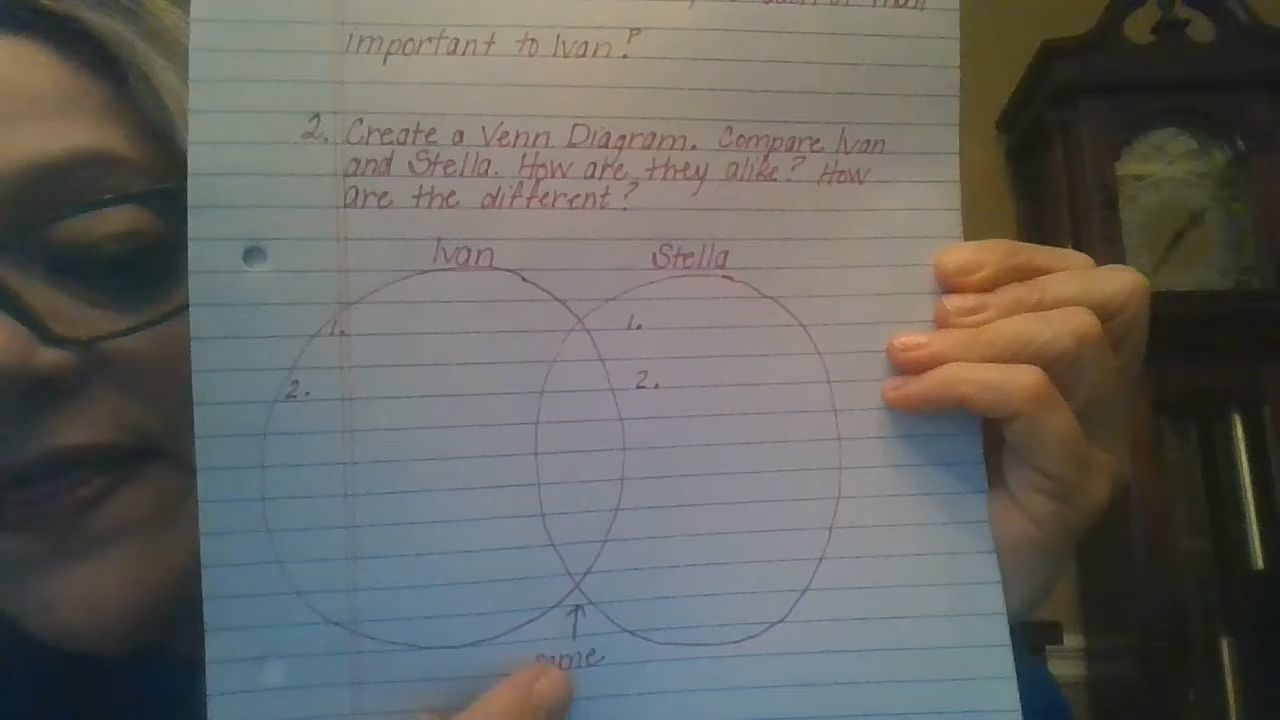 important to Ivan?
2. Create a Venn Diagram. Compare Ivan
and Stella. How are they alike? How
are the different?
Ivan Stella
1. 1.
2. 2.
same